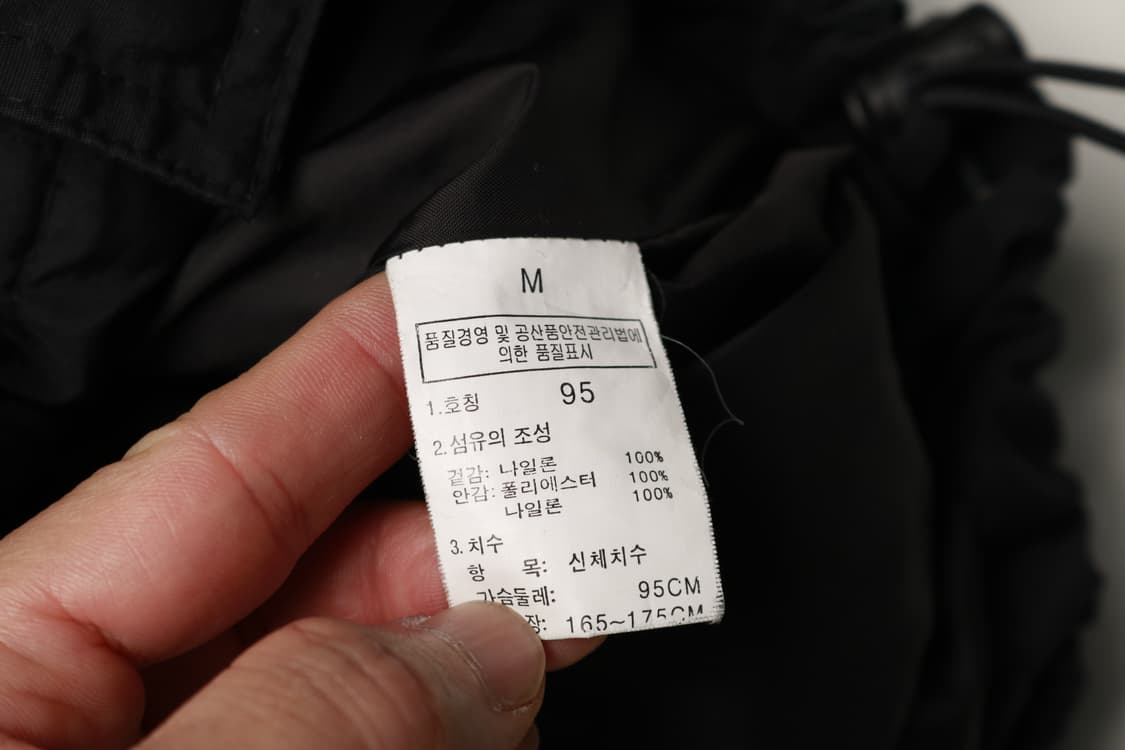 M
품질경영 및 공산품안전관리법에
의한 품질표시
1.호칭 95
2.섬유의 조성
겉감: 나일론 100%
안감: 폴리에스터 100%
나일론 100%
3.치수
항 목: 신체치수
가슴둘레: 95CM
장: 165~175CM